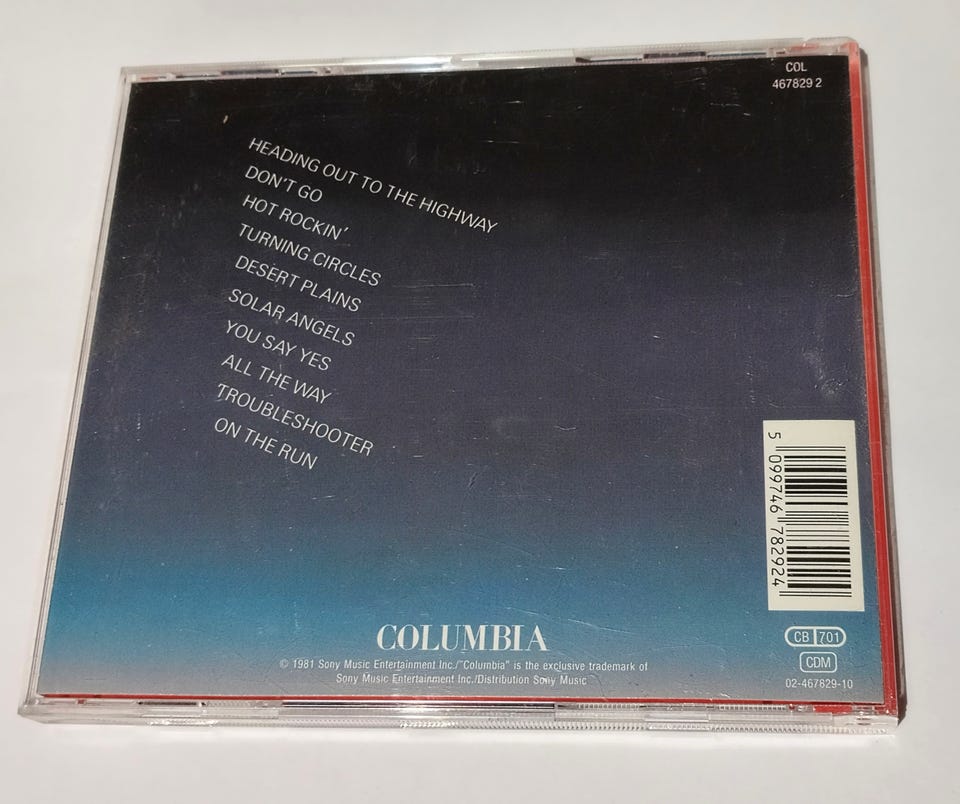 COL
467829 2
HEADING OUT TO THE HIGHWAY
DON'T GO
HOT ROCKIN'
TURNING CIRCLES
DESERT PLAINS
SOLAR ANGELS
YOU SAY YES
ALL THE WAY
TROUBLESHOOTER
ON THE RUN
5 099746 782924
COLUMBIA
© 1981 Sony Music Entertainment Inc./"Columbia" is the exclusive trademark of
Sony Music Entertainment Inc./Distribution Sony Music
CB 701
CDM
02-467829-10